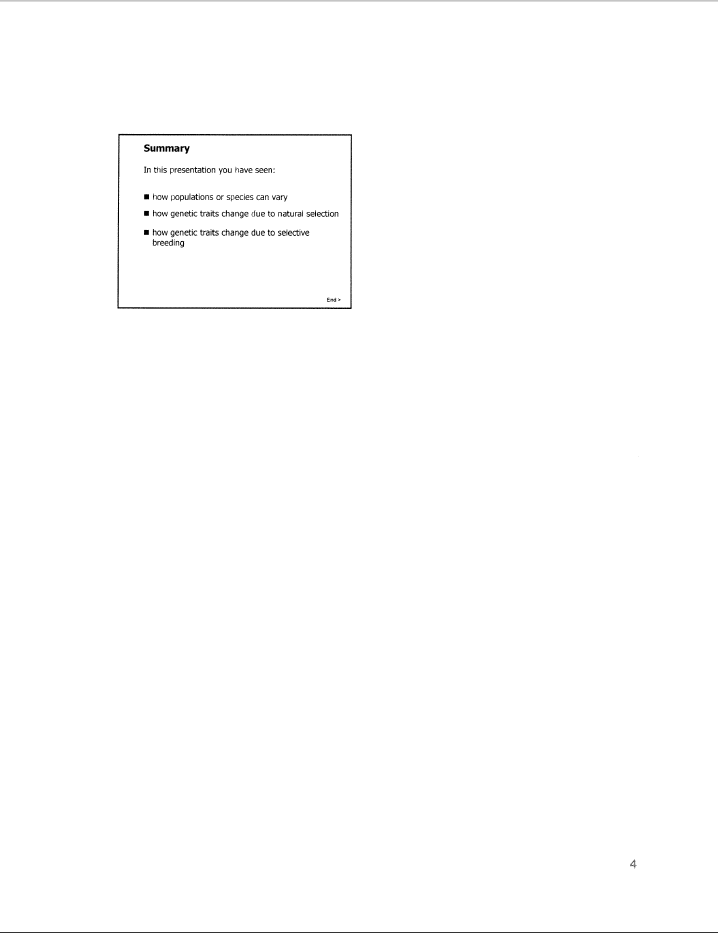 Summary
In this presentation you have seen:
■ how populations or species can vary
■ how genetic traits change due to natural selection
■ how genetic traits change due to selective
breeding
End >
4